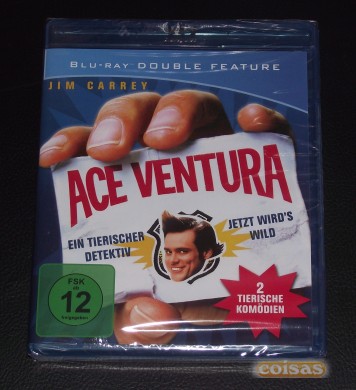 BLU-RAY DOUBLE FEATURE
JIM CARREY
ACE VENTURA
EIN TIERISCHER
DETEKTIV
JETZT WIRD'S
WILD
2
TIERISCHE
KOMÖDIEN
FSK
ab
12
freigegeben
coisas